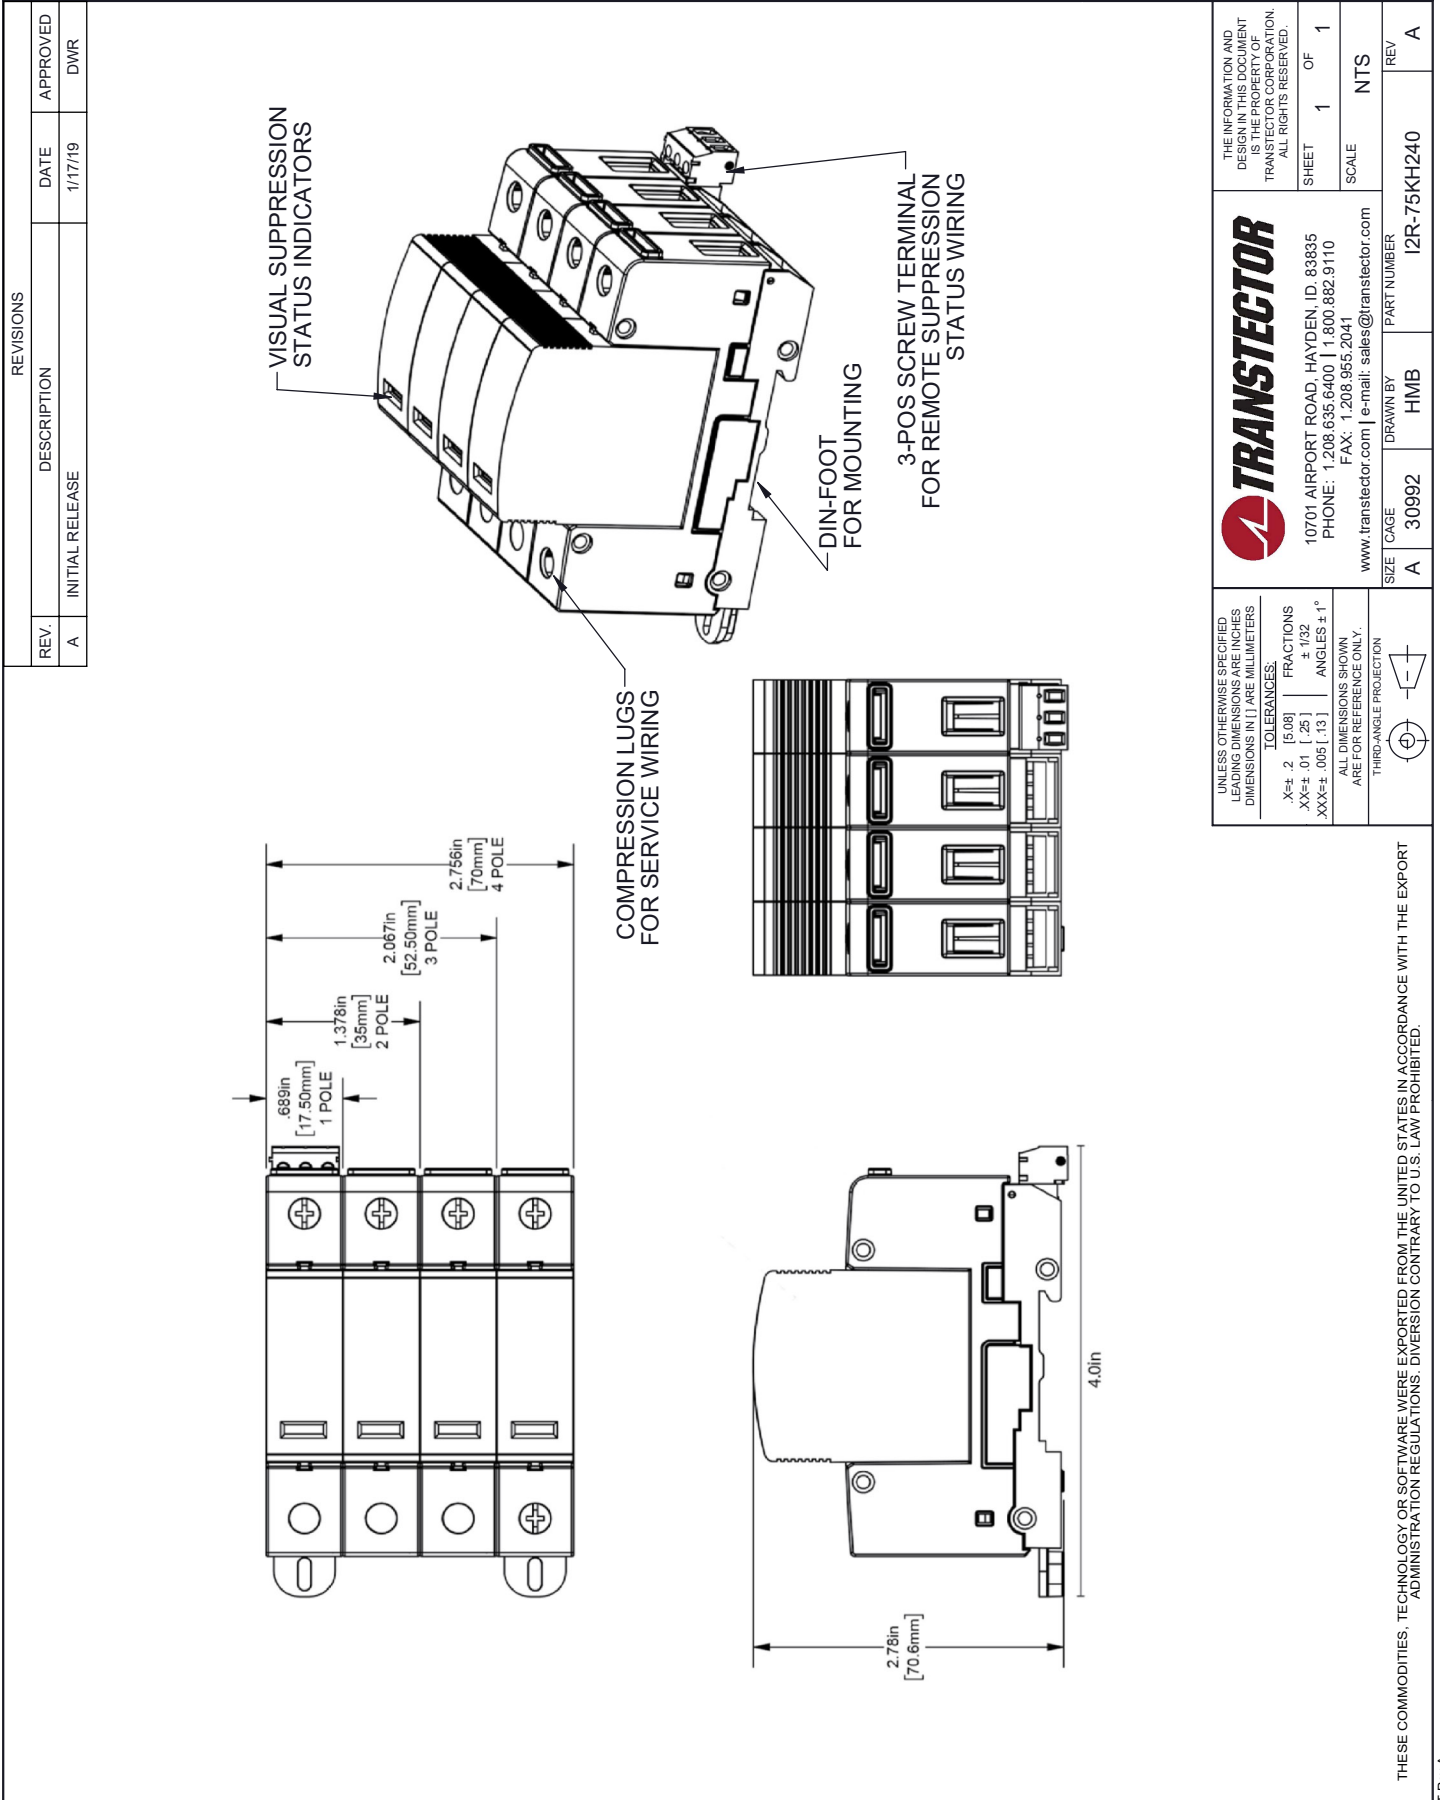 REVISIONS
REV.
DESCRIPTION
DATE
APPROVED
A
INITIAL RELEASE
1/17/19
DWR
.689in
[17.50mm]
1 POLE
1.378in
[35mm]
2 POLE
2.067in
[52.50mm]
3 POLE
2.756in
[70mm]
4 POLE
VISUAL SUPPRESSION
STATUS INDICATORS
COMPRESSION LUGS
FOR SERVICE WIRING
DIN-FOOT
FOR MOUNTING
3-POS SCREW TERMINAL
FOR REMOTE SUPPRESSION
STATUS WIRING
2.78in
[70.6mm]
4.0in
UNLESS OTHERWISE SPECIFIED
LEADING DIMENSIONS ARE INCHES
DIMENSIONS IN [ ] ARE MILLIMETERS
TOLERANCES:
.X=± .2 [5.08]
.XX=± .01 [ .25 ]
.XXX=± .005 [ .13 ]
FRACTIONS
± 1/32
ANGLES ± 1°
ALL DIMENSIONS SHOWN
ARE FOR REFERENCE ONLY.
THIRD-ANGLE PROJECTION
TRANSTECTOR
10701 AIRPORT ROAD, HAYDEN, ID. 83835
PHONE: 1.208.635.6400 | 1.800.882.9110
FAX: 1.208.955.2041
www.transtector.com | e-mail: sales@transtector.com
THE INFORMATION AND
DESIGN IN THIS DOCUMENT
IS THE PROPERTY OF
TRANSTECTOR CORPORATION.
ALL RIGHTS RESERVED.
SHEET
1 OF 1
SCALE
NTS
SIZE
A
CAGE
30992
DRAWN BY
HMB
PART NUMBER
I2R-75KH240
REV
A
THESE COMMODITIES, TECHNOLOGY OR SOFTWARE WERE EXPORTED FROM THE UNITED STATES IN ACCORDANCE WITH THE EXPORT
ADMINISTRATION REGULATIONS. DIVERSION CONTRARY TO U.S. LAW PROHIBITED.